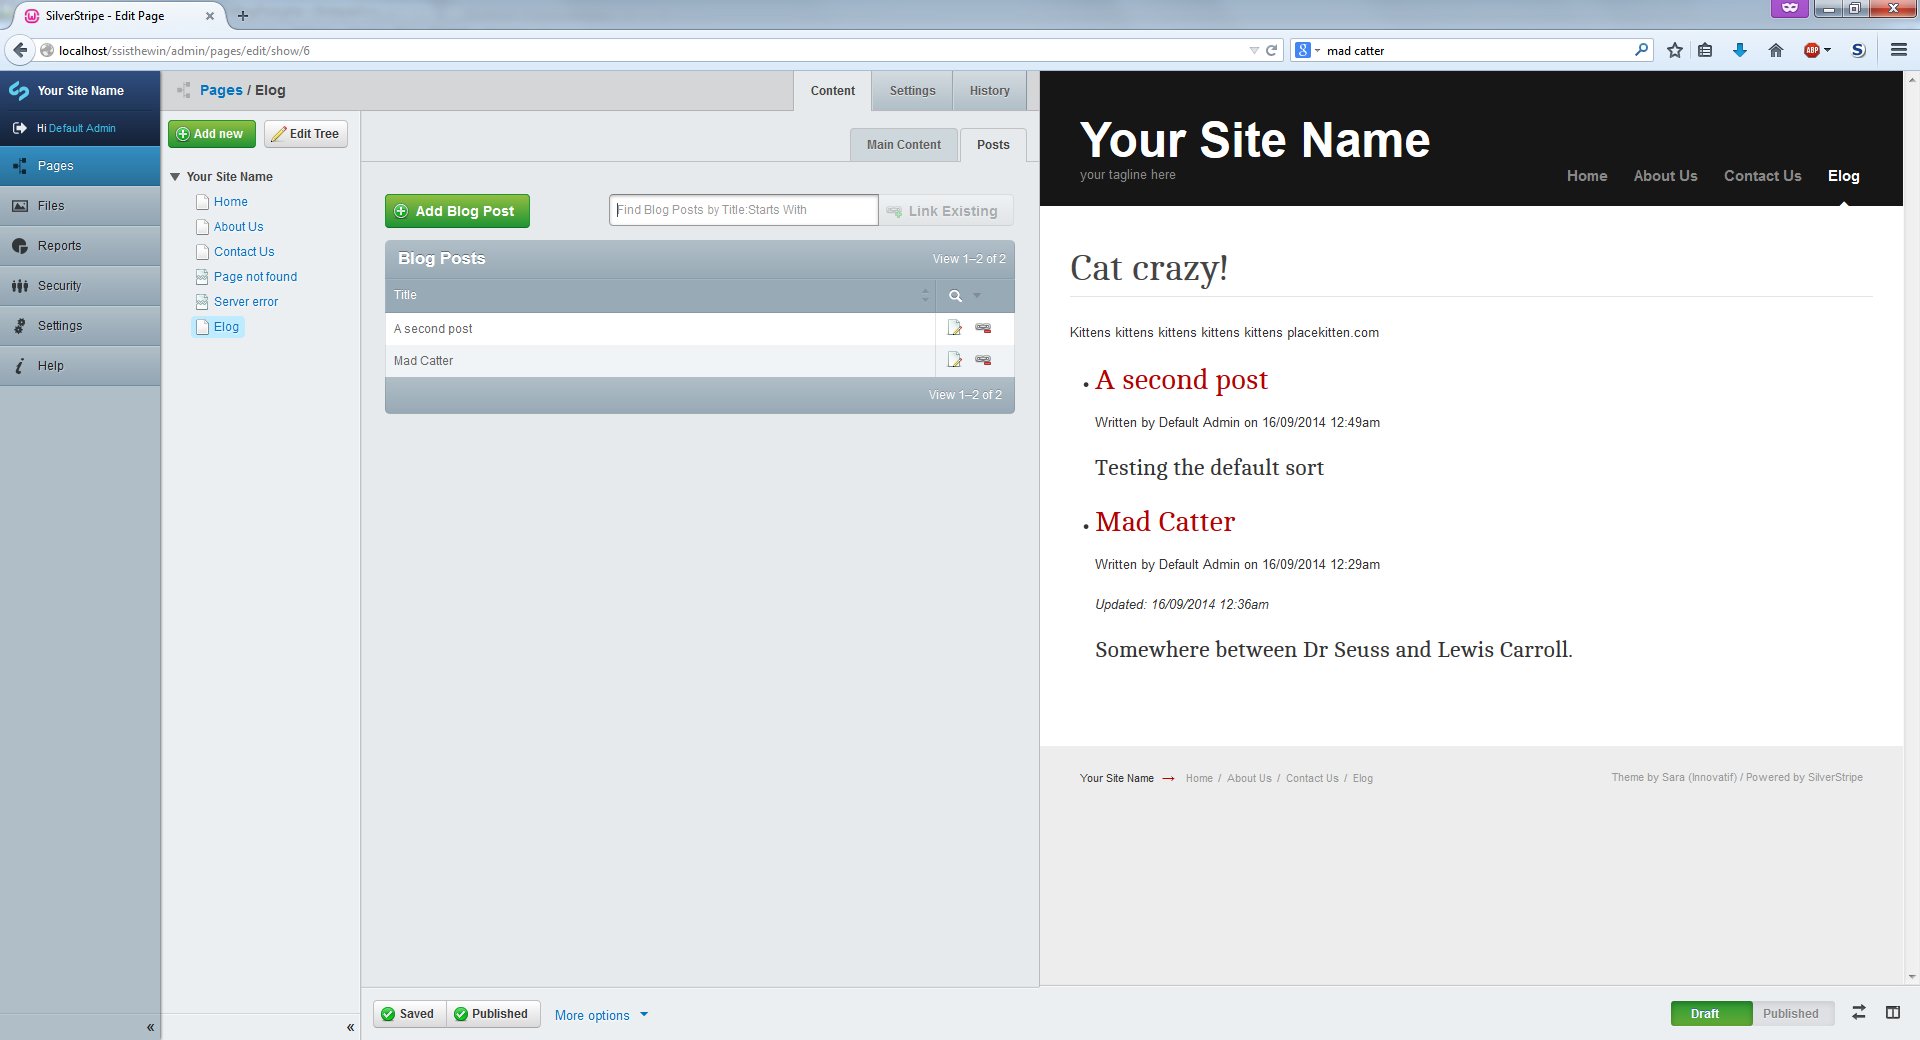 SilverStripe - Edit Page
localhost/ssisthewin/admin/pages/edit/show/6
mad catter
Your Site Name
Hi Default Admin
Pages
Files
Reports
Security
Settings
Help
«
Pages / Elog
Content
Settings
History
Add new
Edit Tree
Your Site Name
Home
About Us
Contact Us
Page not found
Server error
Elog
«
Main Content
Posts
Add Blog Post
Find Blog Posts by Title:Starts With
Link Existing
Blog Posts
View 1–2 of 2
Title
A second post
Mad Catter
View 1–2 of 2
Saved
Published
More options
Your Site Name
your tagline here
Home
About Us
Contact Us
Elog
Cat crazy!
Kittens kittens kittens kittens kittens placekitten.com
• A second post
Written by Default Admin on 16/09/2014 12:49am
Testing the default sort
• Mad Catter
Written by Default Admin on 16/09/2014 12:29am
Updated: 16/09/2014 12:36am
Somewhere between Dr Seuss and Lewis Carroll.
Your Site Name → Home / About Us / Contact Us / Elog
Theme by Sara (Innovatif) / Powered by SilverStripe
Draft
Published